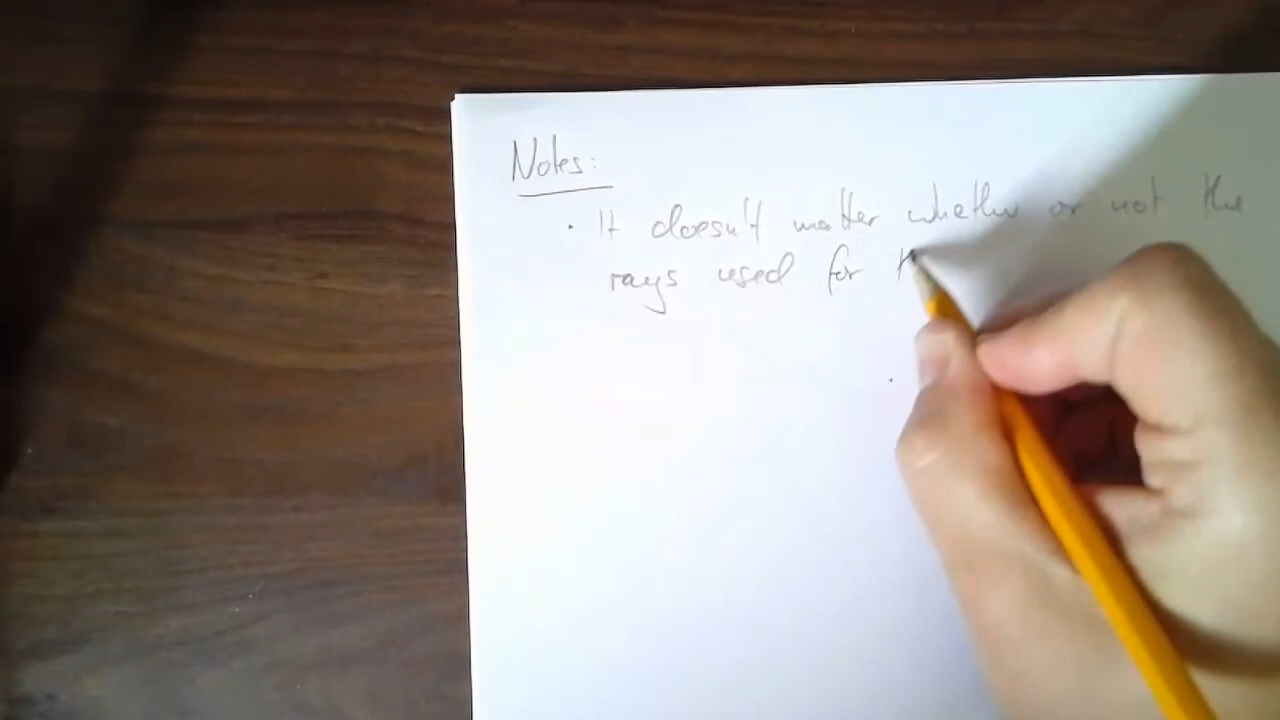 Notes:
· It doesn't matter whether or not the
rays used for